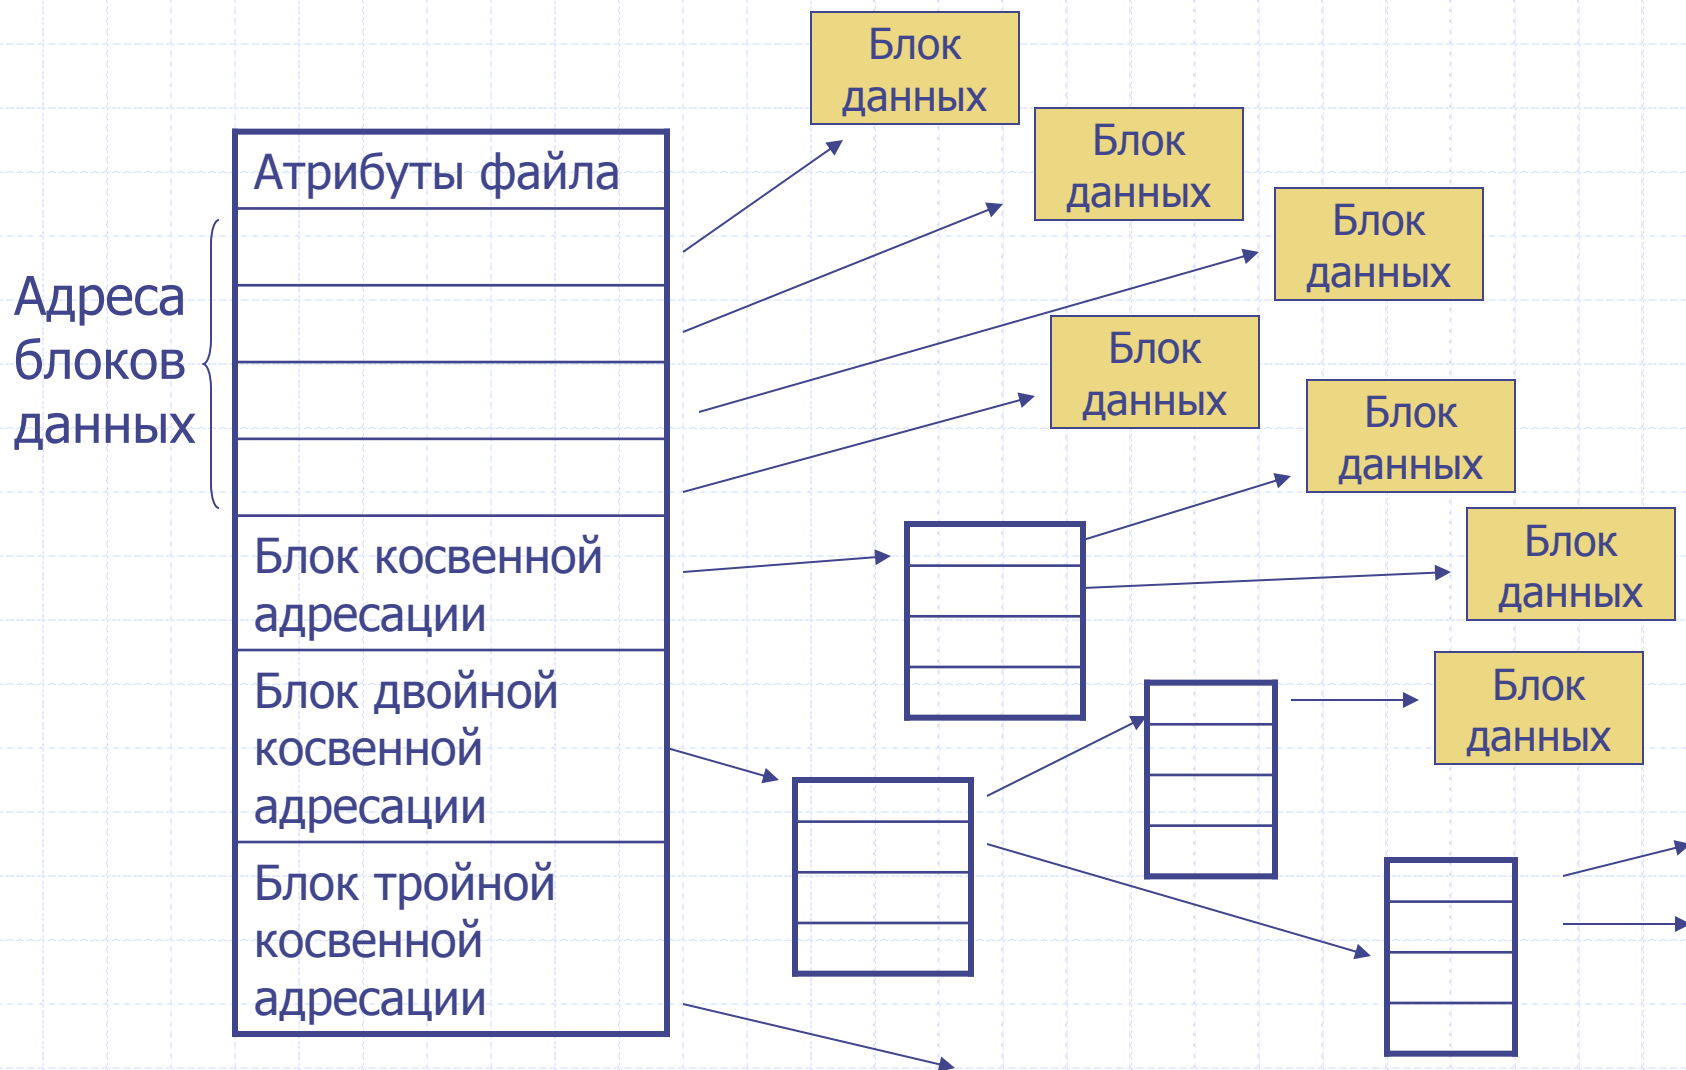 Блок
данных
Блок
данных
Атрибуты файла
Блок
данных
Адреса
блоков
данных
Блок
данных
Блок
данных
Блок косвенной
адресации
Блок
данных
Блок двойной
косвенной
адресации
Блок
данных
Блок тройной
косвенной
адресации